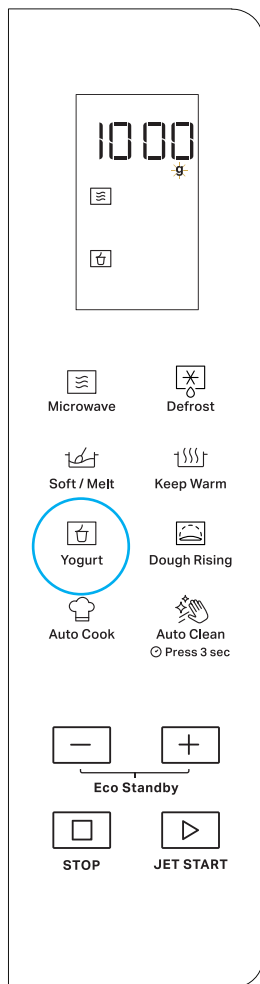 1000
g
Microwave Defrost
Soft / Melt Keep Warm
Yogurt Dough Rising
Auto Cook Auto Clean
Press 3 sec
Eco Standby
STOP JET START